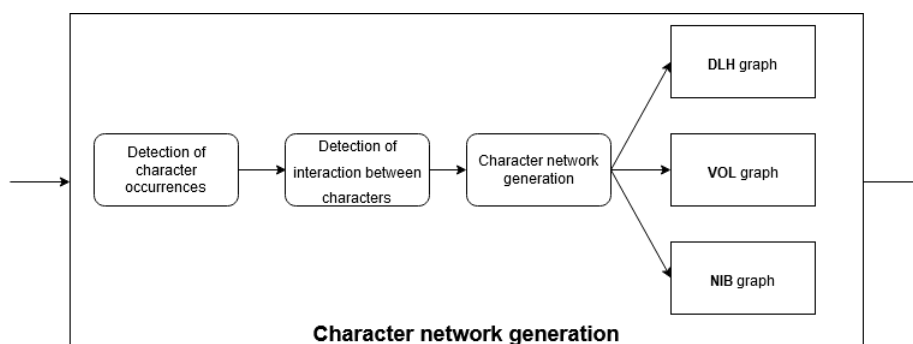 Detection of
character
occurrences
Detection of
interaction between
characters
Character network
generation
DLH graph
VOL graph
NIB graph
Character network generation